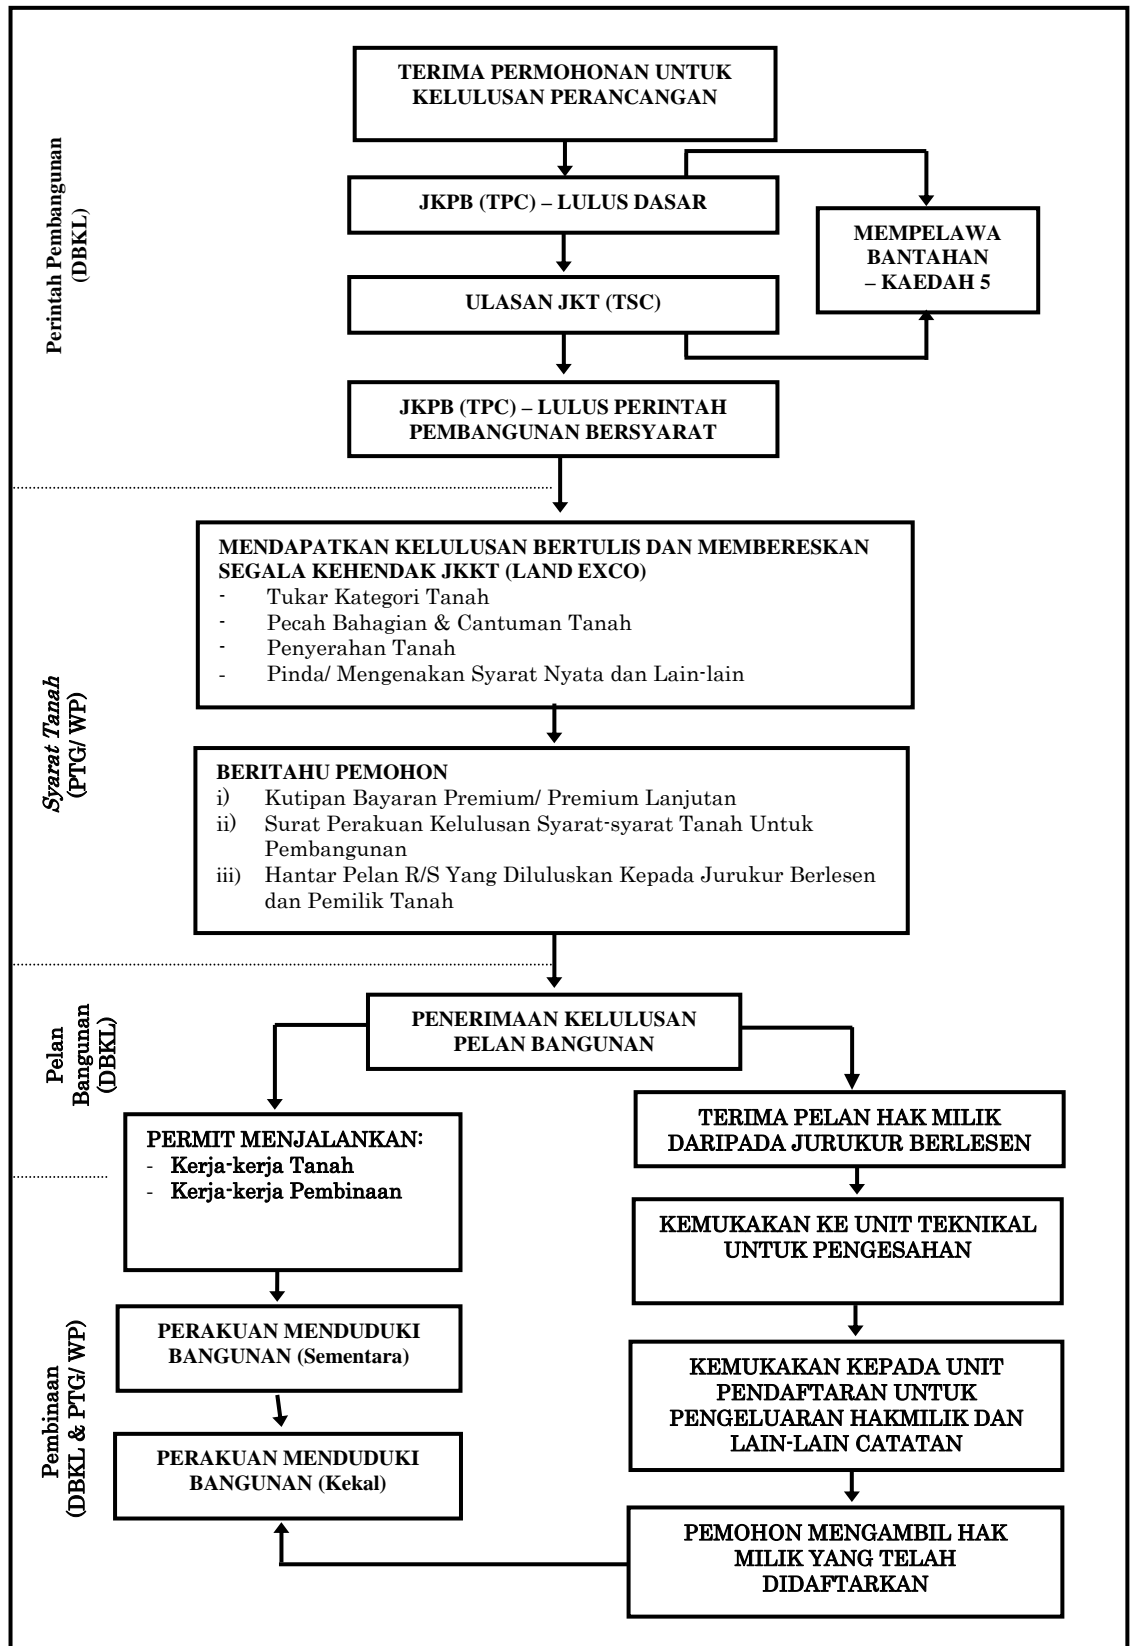 Perintah Pembangunan
(DBKL)
TERIMA PERMOHONAN UNTUK
KELULUSAN PERANCANGAN
JKPB (TPC) – LULUS DASAR
MEMPELAWA
BANTAHAN
– KAEDAH 5
ULASAN JKT (TSC)
JKPB (TPC) – LULUS PERINTAH
PEMBANGUNAN BERSYARAT
Syarat Tanah
(PTG/ WP)
MENDAPATKAN KELULUSAN BERTULIS DAN MEMBERESKAN
SEGALA KEHENDAK JKKT (LAND EXCO)
- Tukar Kategori Tanah
- Pecah Bahagian & Cantuman Tanah
- Penyerahan Tanah
- Pinda/ Mengenakan Syarat Nyata dan Lain-lain
BERITAHU PEMOHON
i) Kutipan Bayaran Premium/ Premium Lanjutan
ii) Surat Perakuan Kelulusan Syarat-syarat Tanah Untuk
Pembangunan
iii) Hantar Pelan R/S Yang Diluluskan Kepada Jurukur Berlesen
dan Pemilik Tanah
Pelan
Bangunan
(DBKL)
PENERIMAAN KELULUSAN
PELAN BANGUNAN
PERMIT MENJALANKAN:
- Kerja-kerja Tanah
- Kerja-kerja Pembinaan
TERIMA PELAN HAK MILIK
DARIPADA JURUKUR BERLESEN
KEMUKAKAN KE UNIT TEKNIKAL
UNTUK PENGESAHAN
Pembinaan
(DBKL & PTG/ WP)
PERAKUAN MENDUDUKI
BANGUNAN (Sementara)
KEMUKAKAN KEPADA UNIT
PENDAFTARAN UNTUK
PENGELUARAN HAKMILIK DAN
LAIN-LAIN CATATAN
PERAKUAN MENDUDUKI
BANGUNAN (Kekal)
PEMOHON MENGAMBIL HAK
MILIK YANG TELAH
DIDAFTARKAN